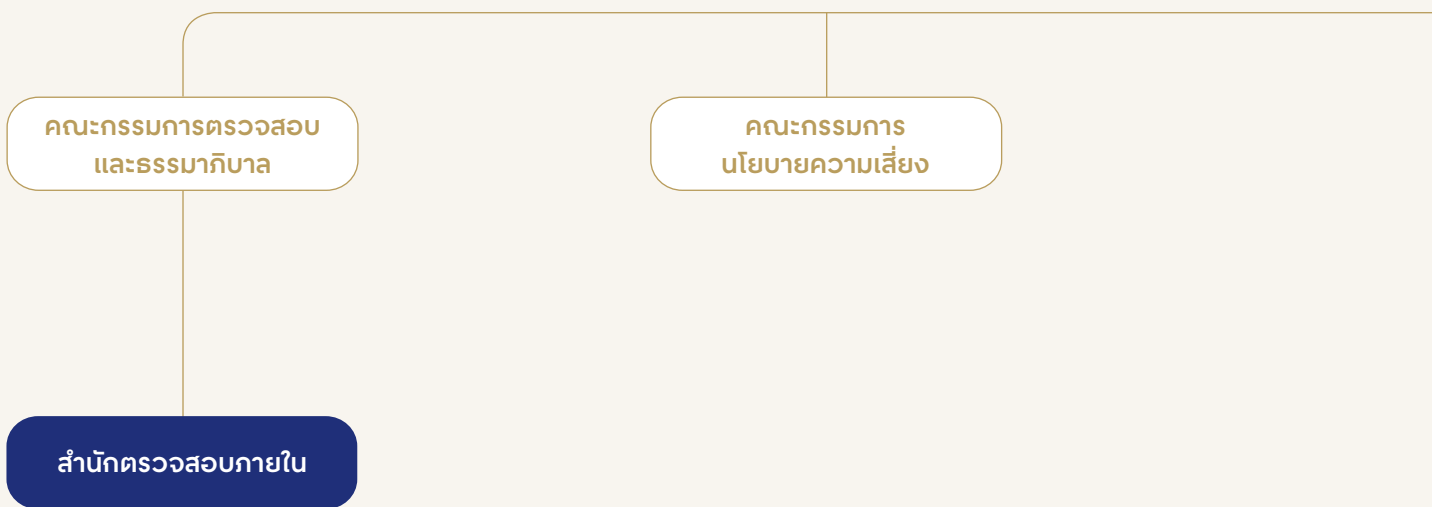 คณะกรรมการตรวจสอบ
และธรรมาภิบาล
คณะกรรมการ
นโยบายความเสี่ยง
สำนักตรวจสอบภายใน